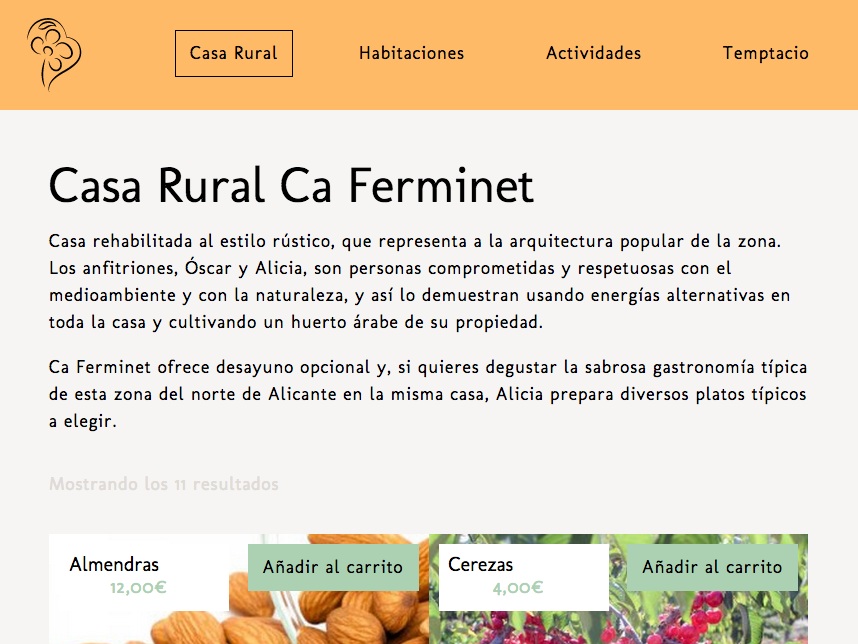 Casa Rural
Habitaciones
Actividades
Temptacio
Casa Rural Ca Ferminet
Casa rehabilitada al estilo rústico, que representa a la arquitectura popular de la zona.
Los anfitriones, Óscar y Alicia, son personas comprometidas y respetuosas con el
medioambiente y con la naturaleza, y así lo demuestran usando energías alternativas en
toda la casa y cultivando un huerto árabe de su propiedad.
Ca Ferminet ofrece desayuno opcional y, si quieres degustar la sabrosa gastronomía típica
de esta zona del norte de Alicante en la misma casa, Alicia prepara diversos platos típicos
a elegir.
Mostrando los 11 resultados
Almendras
12,00€
Añadir al carrito
Cerezas
4,00€
Añadir al carrito